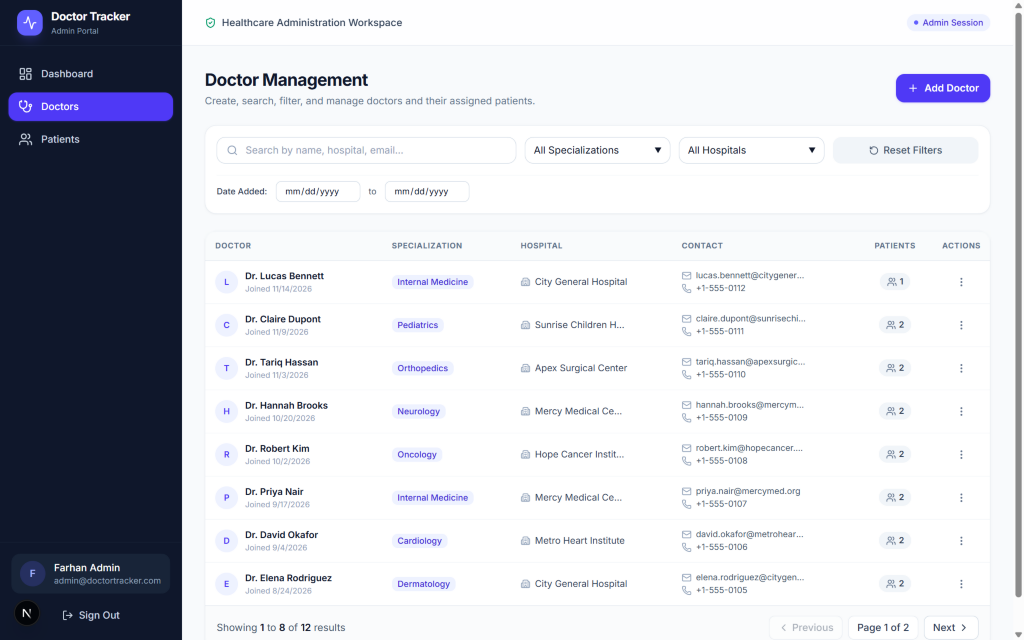 Doctor Tracker
Admin Portal
Dashboard
Doctors
Patients
Farhan Admin
F
admin@doctortracker.com
N
Sign Out
Healthcare Administration Workspace
Admin Session
Doctor Management
Create, search, filter, and manage doctors and their assigned patients.
+ Add Doctor
Search by name, hospital, email...
All Specializations
All Hospitals
Reset Filters
Date Added: mm/dd/yyyy to mm/dd/yyyy
DOCTOR SPECIALIZATION HOSPITAL CONTACT PATIENTS ACTIONS
L Dr. Lucas Bennett Joined 11/14/2026 Internal Medicine City General Hospital lucas.bennett@citygener... +1-555-0112 1
C Dr. Claire Dupont Joined 11/9/2026 Pediatrics Sunrise Children H... claire.dupont@sunrisechi... +1-555-0111 2
T Dr. Tariq Hassan Joined 11/3/2026 Orthopedics Apex Surgical Center tariq.hassan@apexsurgic... +1-555-0110 2
H Dr. Hannah Brooks Joined 10/20/2026 Neurology Mercy Medical Ce... hannah.brooks@mercym... +1-555-0109 2
R Dr. Robert Kim Joined 10/2/2026 Oncology Hope Cancer Instit... robert.kim@hopecancer.... +1-555-0108 2
P Dr. Priya Nair Joined 9/17/2026 Internal Medicine Mercy Medical Ce... priya.nair@mercymed.org +1-555-0107 2
D Dr. David Okafor Joined 9/4/2026 Cardiology Metro Heart Institute david.okafor@metrohear... +1-555-0106 2
E Dr. Elena Rodriguez Joined 8/24/2026 Dermatology City General Hospital elena.rodriguez@citygen... +1-555-0105 2
Showing 1 to 8 of 12 results
Previous
Page 1 of 2
Next